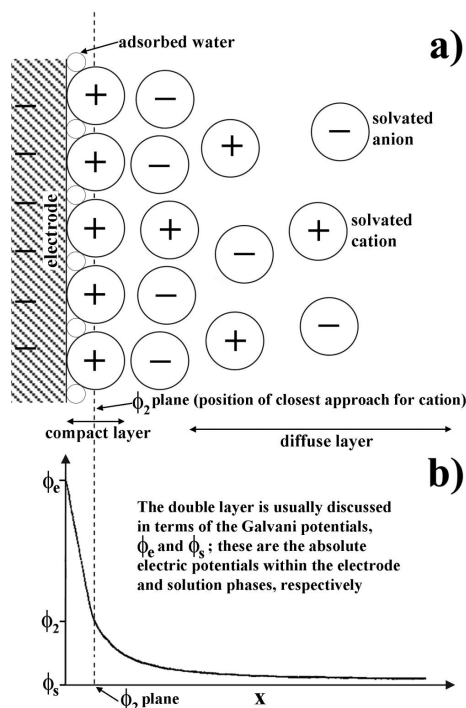 adsorbed water
a)
solvated
anion
electrode
solvated
cation
ϕ2 plane (position of closest approach for cation)
compact layer
diffuse layer
b)
ϕe
The double layer is usually discussed
in terms of the Galvani potentials,
ϕe and ϕs ; these are the absolute
electric potentials within the electrode
and solution phases, respectively
ϕ2
ϕs
ϕ2 plane
x